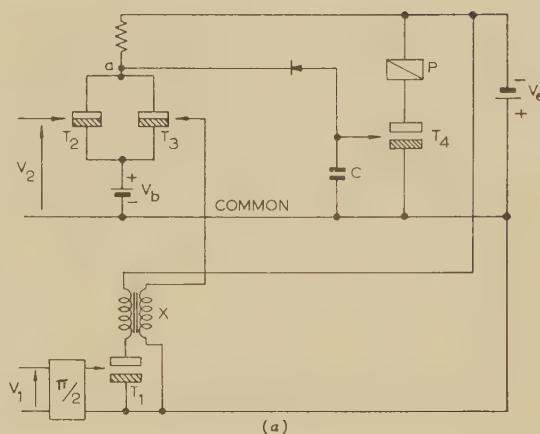 a
P
−
Ve
+
T2
T3
T4
V2
+
Vb
−
C
COMMON
X
V1
π/2
T1
(a)